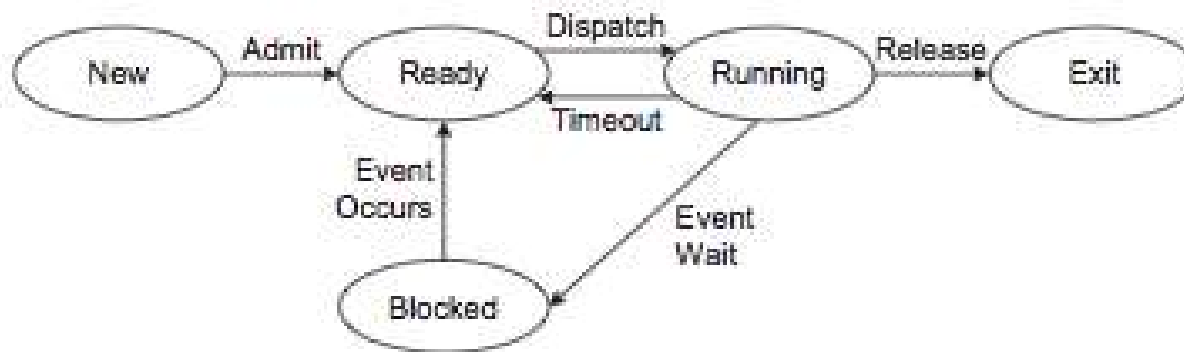 Dispatch
Admit
Release
New
Ready
Running
Exit
Timeout
Event
Occurs
Event
Wait
Blocked